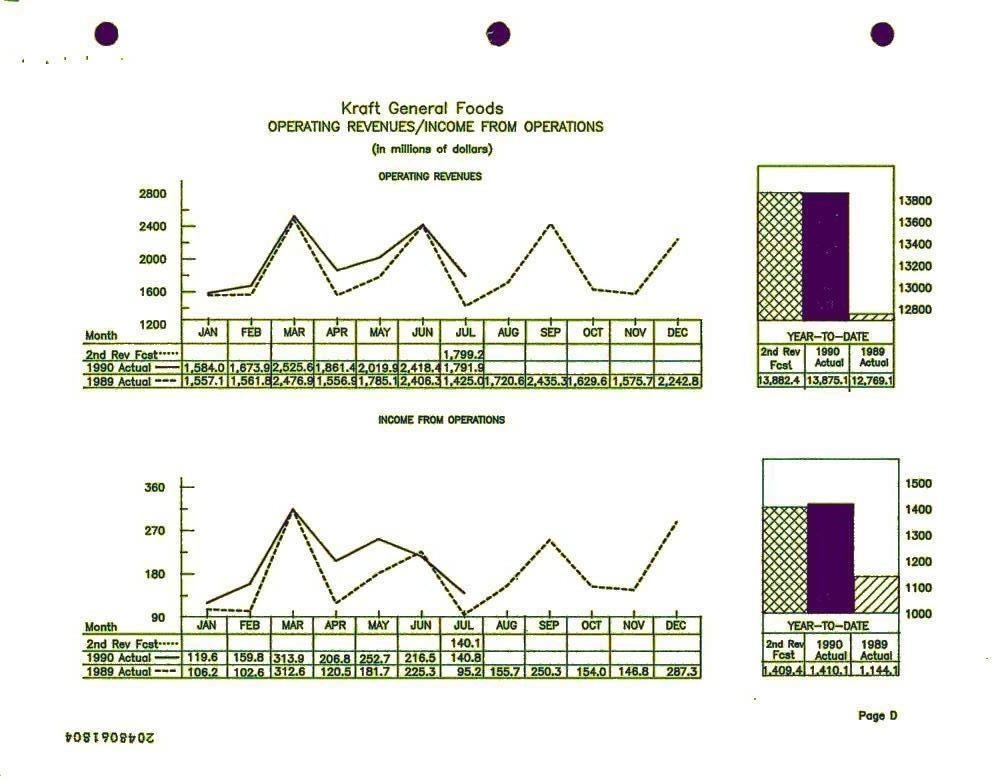 Kraft General Foods
OPERATING REVENUES/INCOME FROM OPERATIONS
(in millions of dollars)
OPERATING REVENUES
2800
2400
2000
1600
1200
Month JAN FEB MAR APR MAY JUN JUL AUG SEP OCT NOV DEC
2nd Rev Fcst 1,799.2
1990 Actual 1,584.0 1,673.9 2,525.6 1,861.4 2,019.9 2,418.4 1,791.9
1989 Actual 1,557.1 1,561.8 2,476.9 1,556.9 1,785.1 2,406.3 1,425.0 1,720.6 2,435.3 1,629.6 1,575.7 2,242.8
13800
13600
13400
13200
13000
12800
YEAR-TO-DATE
2nd Rev 1990 1989
Fcst Actual Actual
13,882.4 13,875.1 12,769.1
INCOME FROM OPERATIONS
360
270
180
90
Month JAN FEB MAR APR MAY JUN JUL AUG SEP OCT NOV DEC
2nd Rev Fcst 140.1
1990 Actual 119.6 159.8 313.9 206.8 252.7 216.5 140.8
1989 Actual 106.2 102.6 312.6 120.5 181.7 225.3 95.2 155.7 250.3 154.0 146.8 287.3
1500
1400
1300
1200
1100
1000
YEAR-TO-DATE
2nd Rev 1990 1989
Fcst Actual Actual
1,409.4 1,410.1 1,144.1
Page D
2048061804